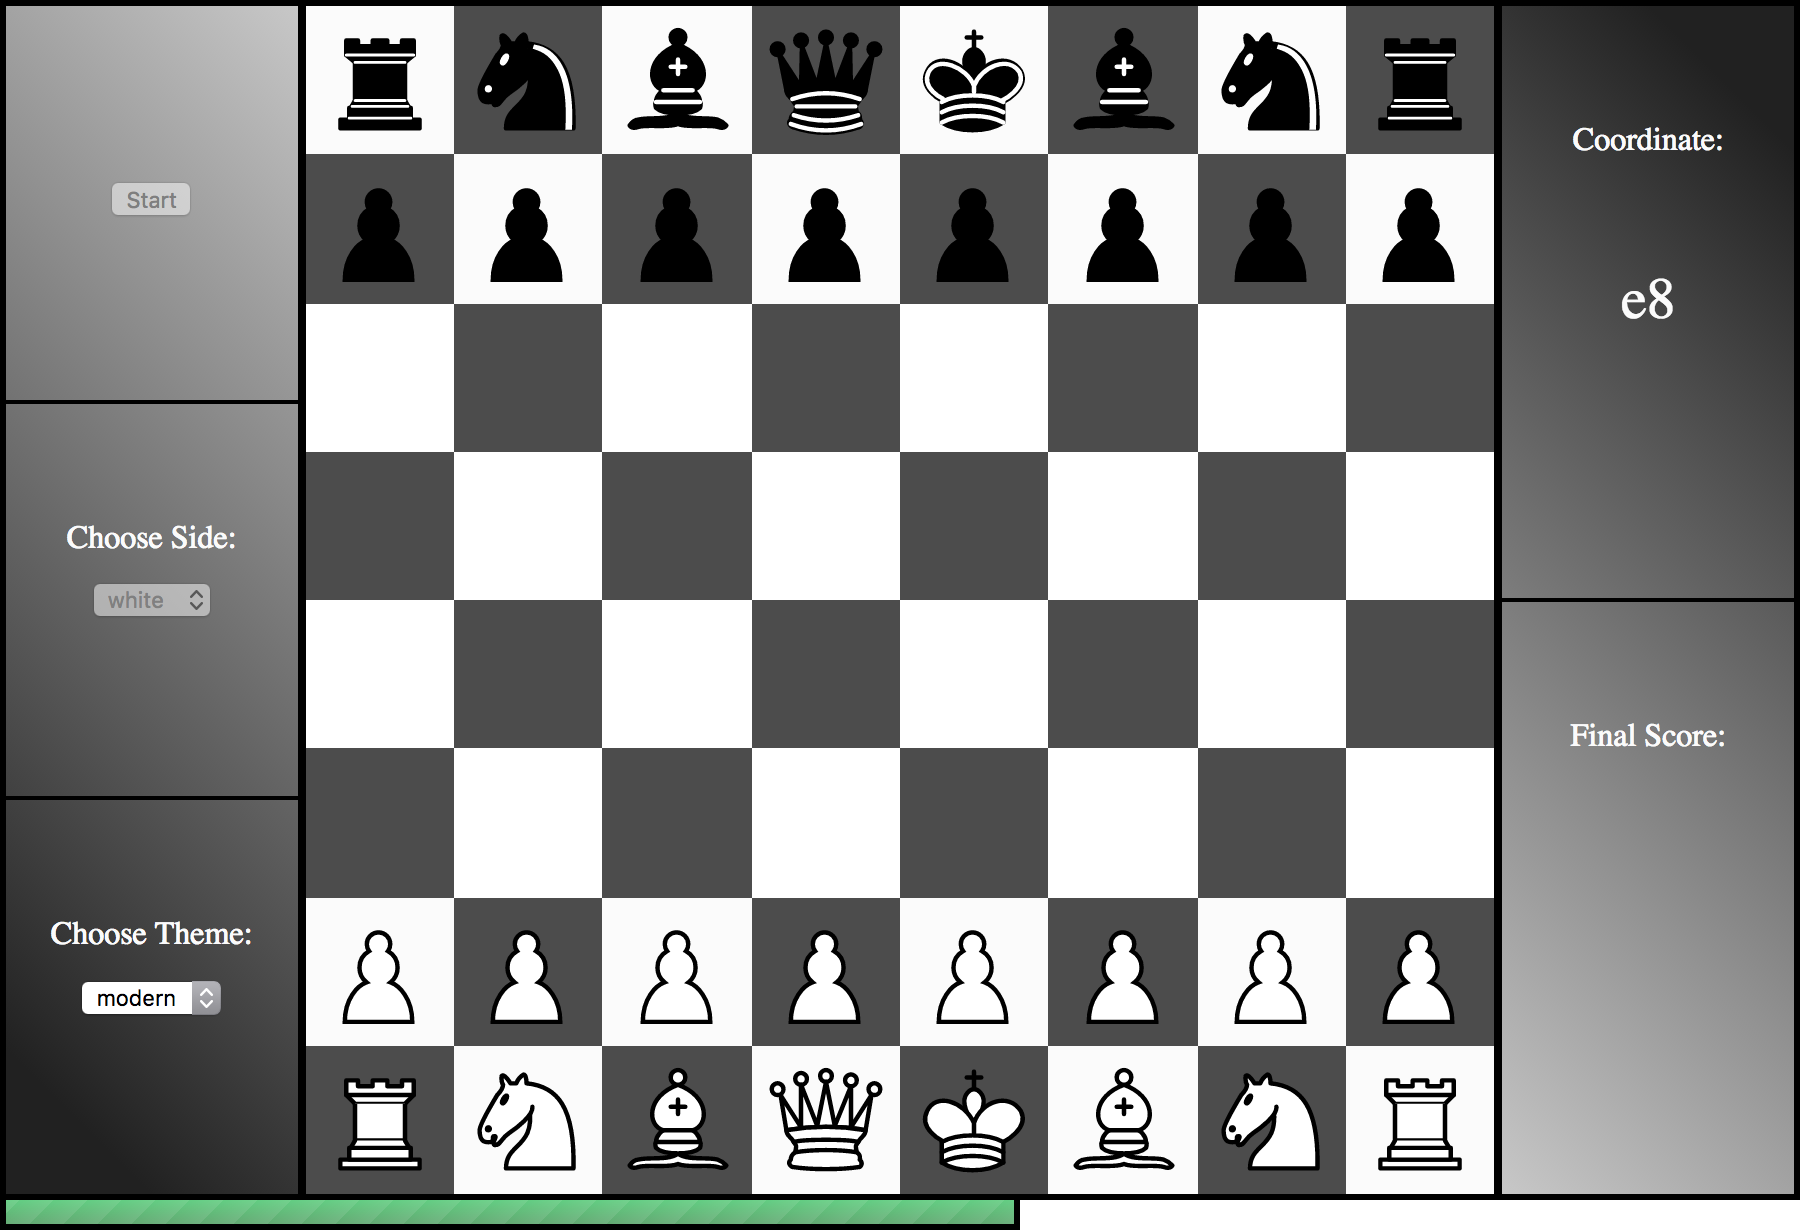 Start
Choose Side:
white
Choose Theme:
modern
Coordinate:
e8
Final Score: